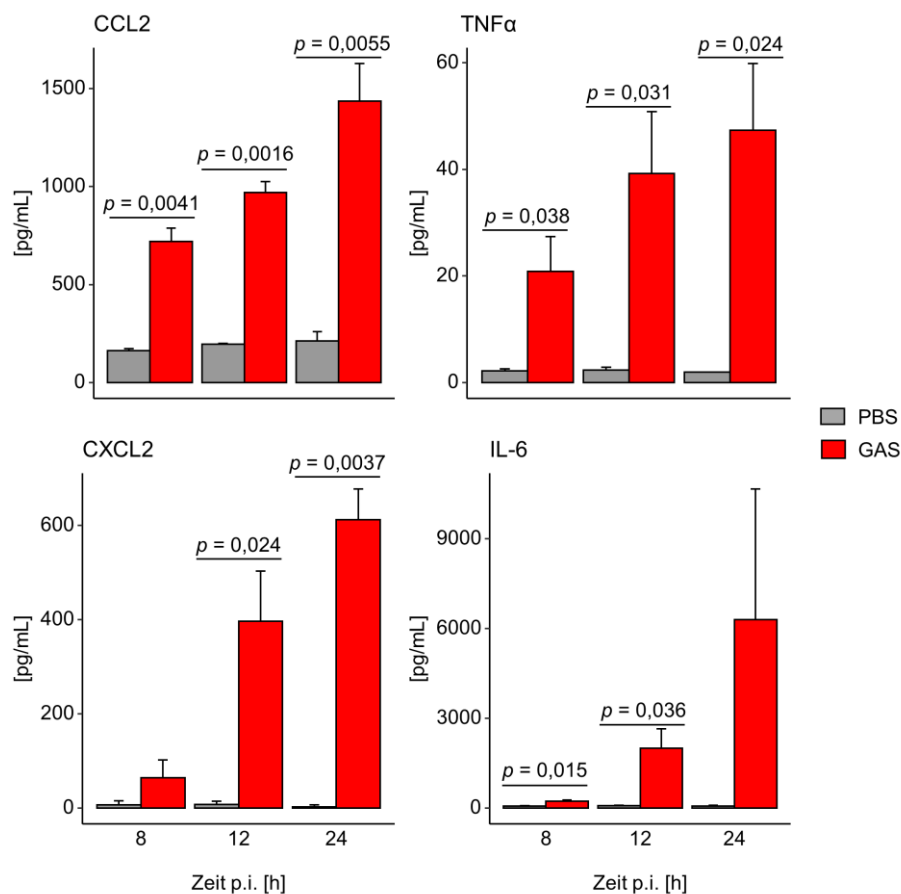 CCL2
p = 0,0055
1500
p = 0,0016
1000
p = 0,0041
[pg/mL]
500
0
TNFα
p = 0,024
60
p = 0,031
40
p = 0,038
[pg/mL]
20
0
PBS
GAS
CXCL2
p = 0,0037
600
p = 0,024
400
[pg/mL]
200
0
8 12 24
Zeit p.i. [h]
IL-6
9000
6000
[pg/mL]
p = 0,036
3000
p = 0,015
0
8 12 24
Zeit p.i. [h]